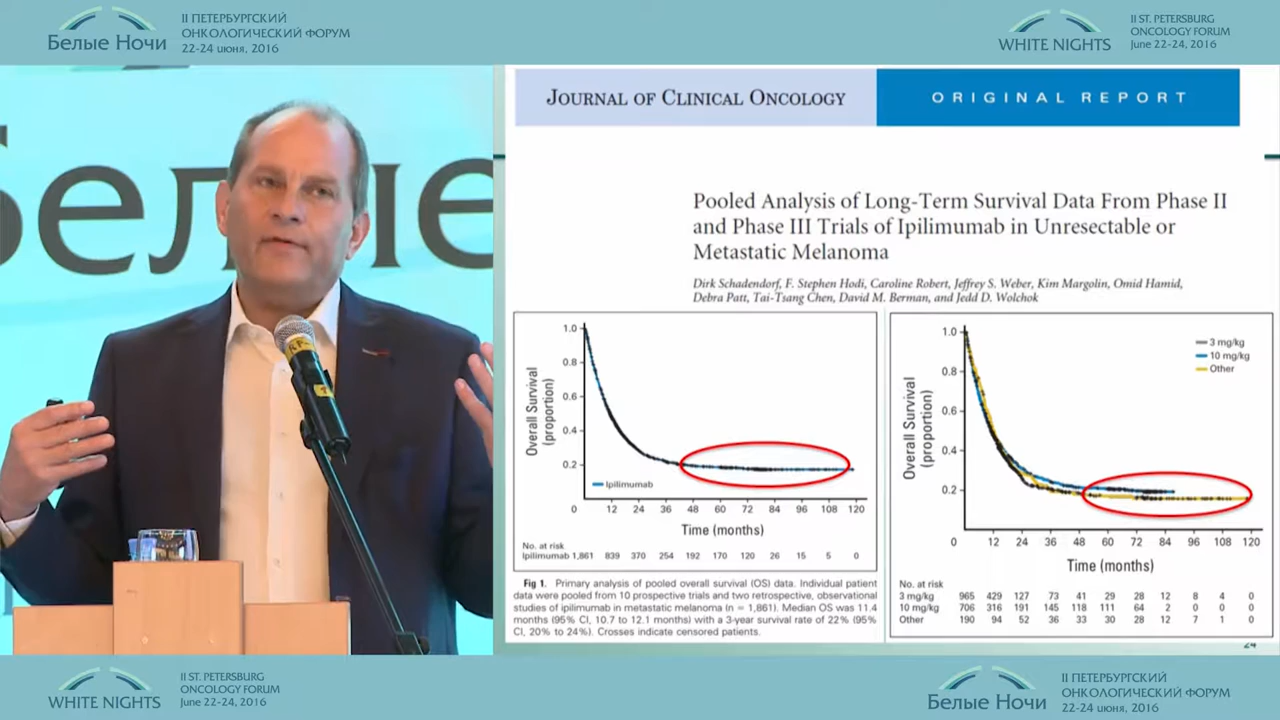 II ПЕТЕРБУРГСКИЙ
ОНКОЛОГИЧЕСКИЙ ФОРУМ
22-24 июня, 2016
Белые Ночи
WHITE NIGHTS
II ST. PETERSBURG
ONCOLOGY FORUM
June 22-24, 2016
Белые
JOURNAL OF CLINICAL ONCOLOGY
ORIGINAL REPORT
Pooled Analysis of Long-Term Survival Data From Phase II
and Phase III Trials of Ipilimumab in Unresectable or
Metastatic Melanoma
Dirk Schadendorf, F. Stephen Hodi, Caroline Robert, Jeffrey S. Weber, Kim Margolin, Omid Hamid,
Debra Patt, Tai-Tsang Chen, David M. Berman, and Jedd D. Wolchok
1.0
0.8
0.6
0.4
0.2
Overall Survival
(proportion)
Ipilimumab
0 12 24 36 48 60 72 84 96 108 120
Time (months)
No. at risk
Ipilimumab 1,861 839 370 254 192 170 120 26 15 5 0
Fig 1. Primary analysis of pooled overall survival (OS) data. Individual patient
data were pooled from 10 prospective trials and two retrospective, observational
studies of ipilimumab in metastatic melanoma (n = 1,861). Median OS was 11.4
months (95% CI, 10.7 to 12.1 months) with a 3-year survival rate of 22% (95%
CI, 20% to 24%). Crosses indicate censored patients.
1.0
0.8
0.6
0.4
0.2
Overall Survival
(proportion)
3 mg/kg
10 mg/kg
Other
0 12 24 36 48 60 72 84 96 108 120
Time (months)
No. at risk
3 mg/kg 965 429 127 73 41 29 28 12 8 4 0
10 mg/kg 706 316 191 145 118 111 64 2 0 0 0
Other 190 94 52 36 33 30 28 12 7 1 0
WHITE NIGHTS
II ST. PETERSBURG
ONCOLOGY FORUM
June 22-24, 2016
Белые Ночи
II ПЕТЕРБУРГСКИЙ
ОНКОЛОГИЧЕСКИЙ ФОРУМ
22-24 июня, 2016